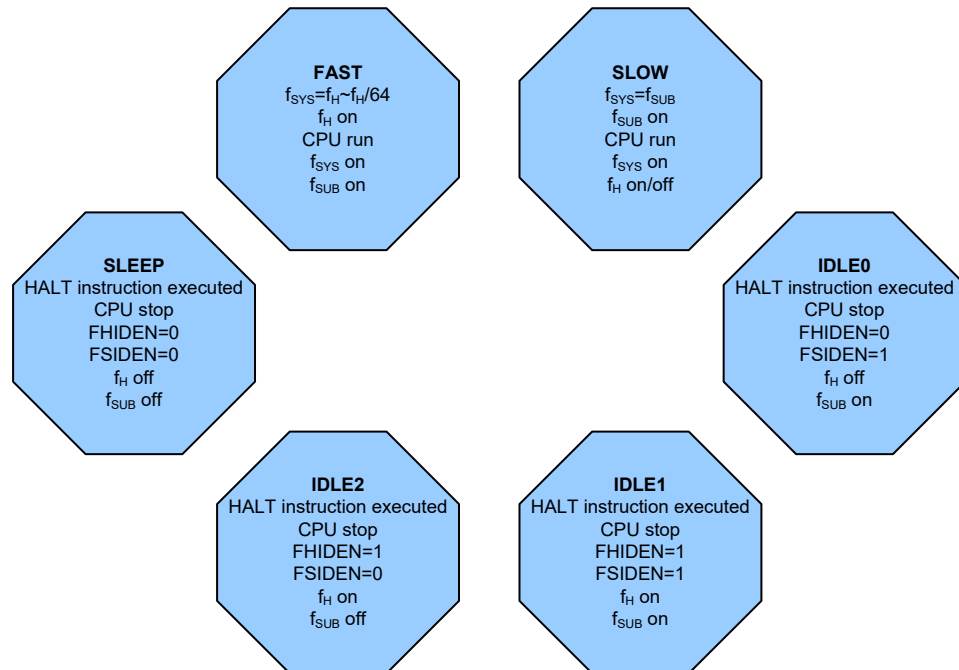 FAST
fSYS=fH~fH/64
fH on
CPU run
fSYS on
fSUB on
SLOW
fSYS=fSUB
fSUB on
CPU run
fSYS on
fH on/off
SLEEP
HALT instruction executed
CPU stop
FHIDEN=0
FSIDEN=0
fH off
fSUB off
IDLE0
HALT instruction executed
CPU stop
FHIDEN=0
FSIDEN=1
fH off
fSUB on
IDLE2
HALT instruction executed
CPU stop
FHIDEN=1
FSIDEN=0
fH on
fSUB off
IDLE1
HALT instruction executed
CPU stop
FHIDEN=1
FSIDEN=1
fH on
fSUB on